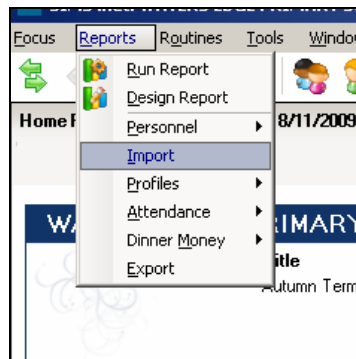 Focus Reports Routines Tools Windo
Run Report
Design Report
Home F
Personnel
8/11/2009
Import
Profiles
Attendance
WA
IMARY
Dinner Money
itle
Export
Autumn Term